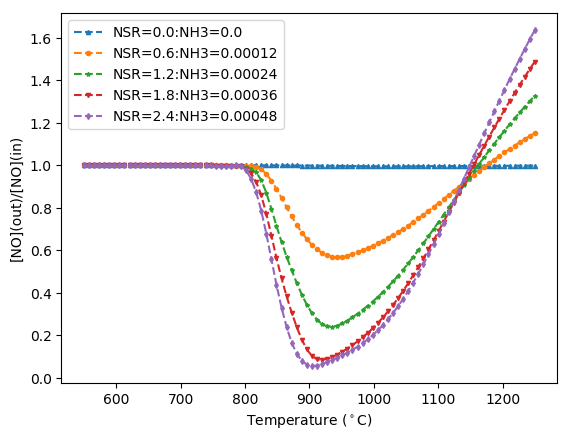 NSR=0.0:NH3=0.0
NSR=0.6:NH3=0.00012
NSR=1.2:NH3=0.00024
NSR=1.8:NH3=0.00036
NSR=2.4:NH3=0.00048
[NO](out)/[NO](in)
1.6
1.4
1.2
1.0
0.8
0.6
0.4
0.2
0.0
600 700 800 900 1000 1100 1200
Temperature (°C)